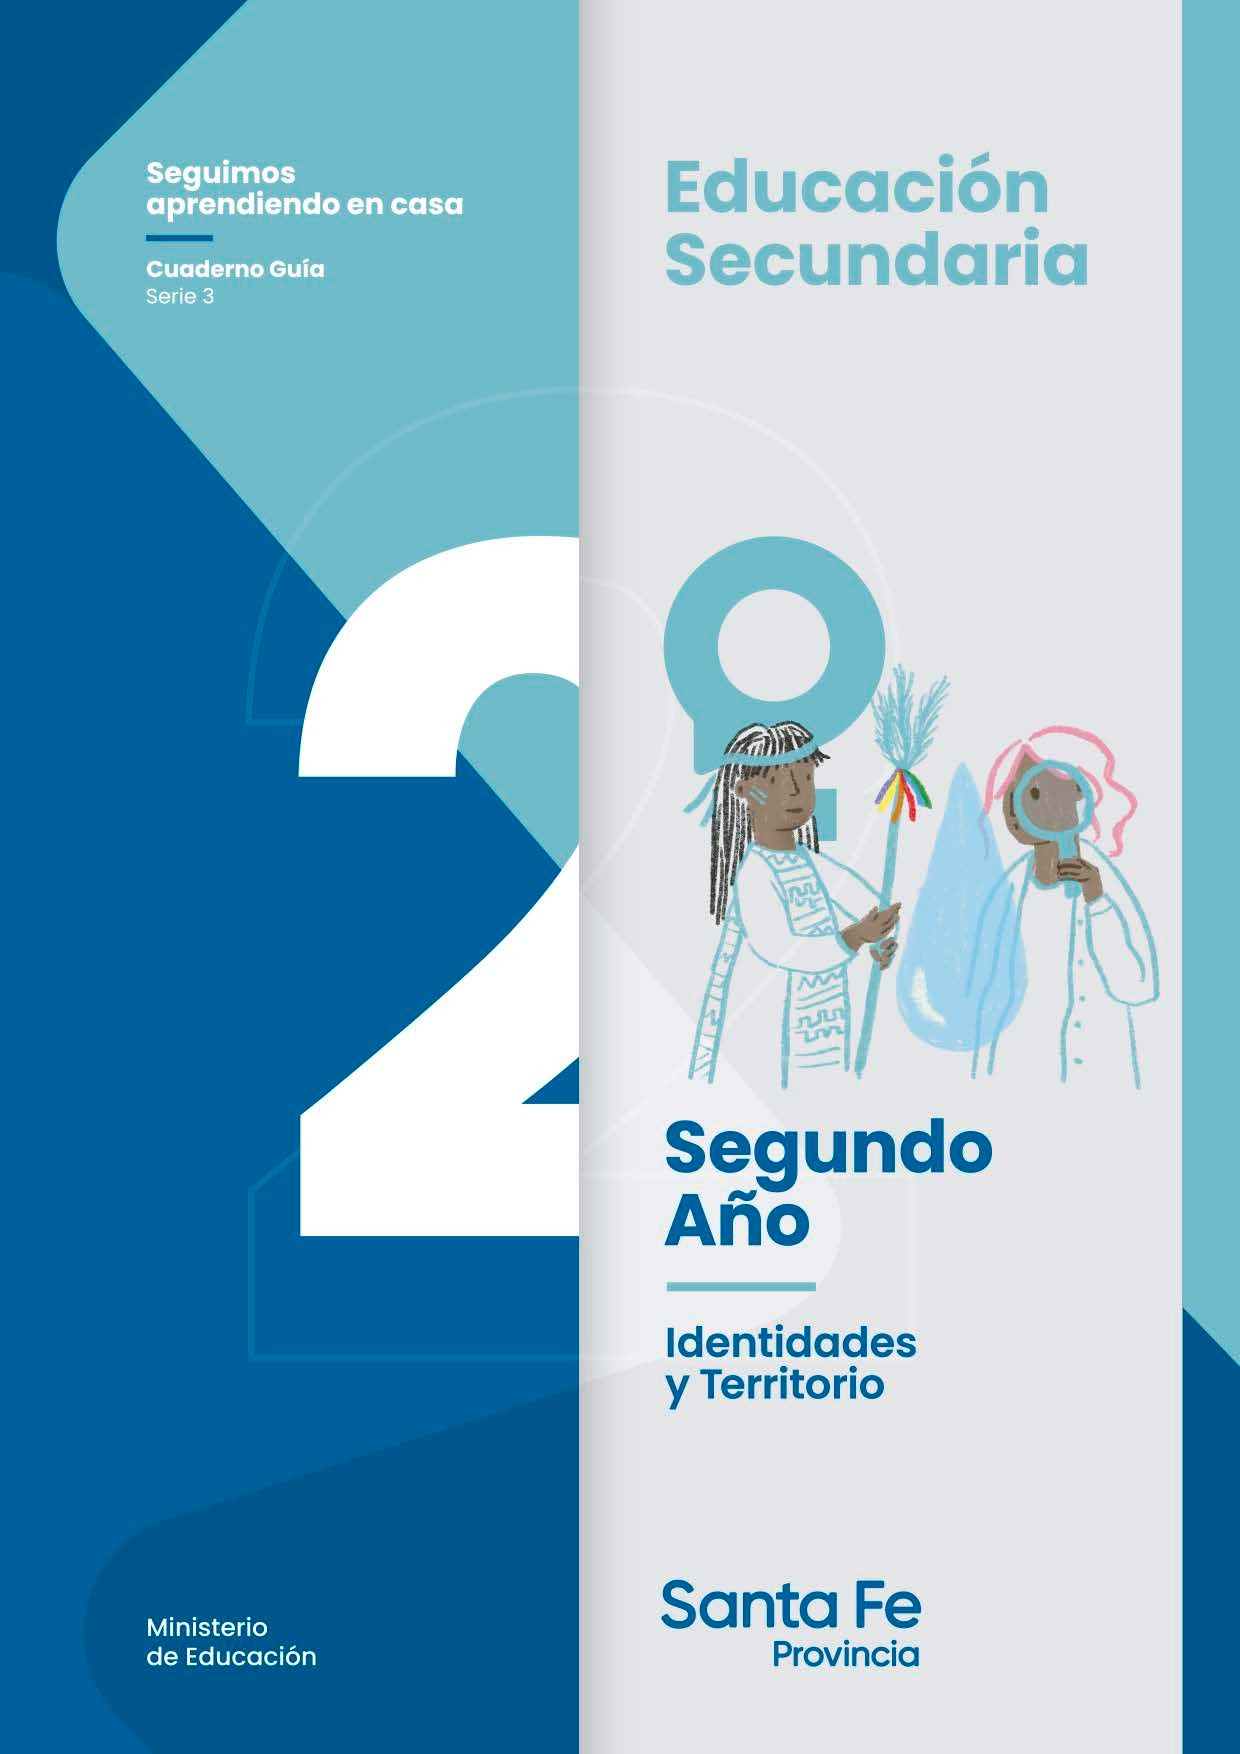 Seguimos
aprendiendo en casa
Cuaderno Guía
Serie 3
Educación
Secundaria
2º
Segundo
Año
Identidades
y Territorio
Ministerio
de Educación
Santa Fe
Provincia